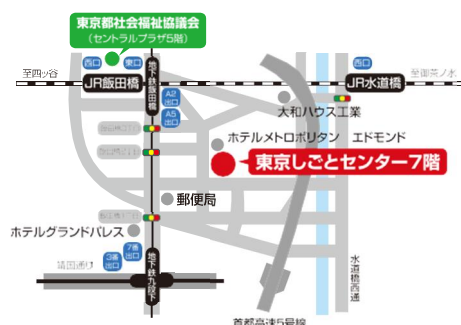 東京都社会福祉協議会
（セントラルプラザ5階）
西口
東口
西口
至四ッ谷
JR飯田橋
地下鉄飯田橋
JR水道橋
至御茶ノ水
A2
出口
A5
出口
大和ハウス工業
ホテルメトロポリタン エドモンド
東京しごとセンター7階
郵便局
ホテルグランドパレス
7番
出口
3番
出口
靖国通り
地下鉄九段下
水道橋西通
首都高速5号線